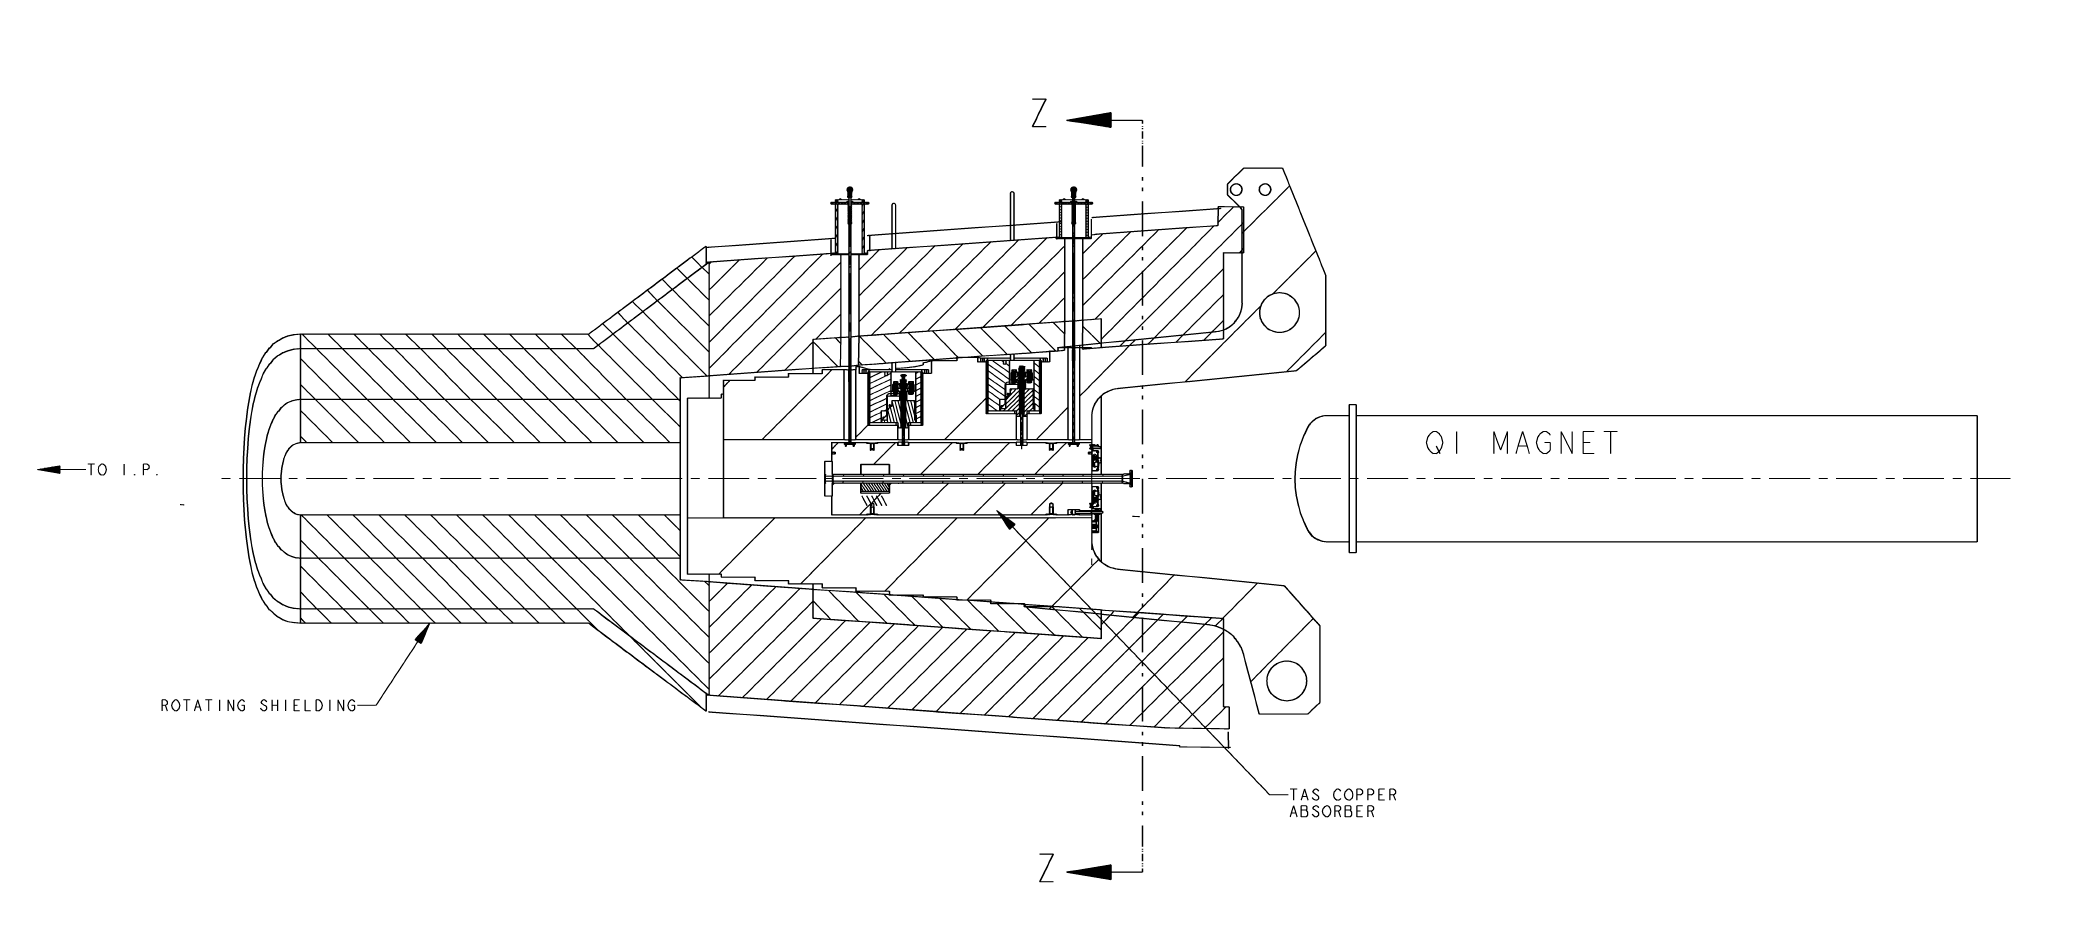 Z
QI MAGNET
TO I.P.
ROTATING SHIELDING
TAS COPPER
ABSORBER
Z